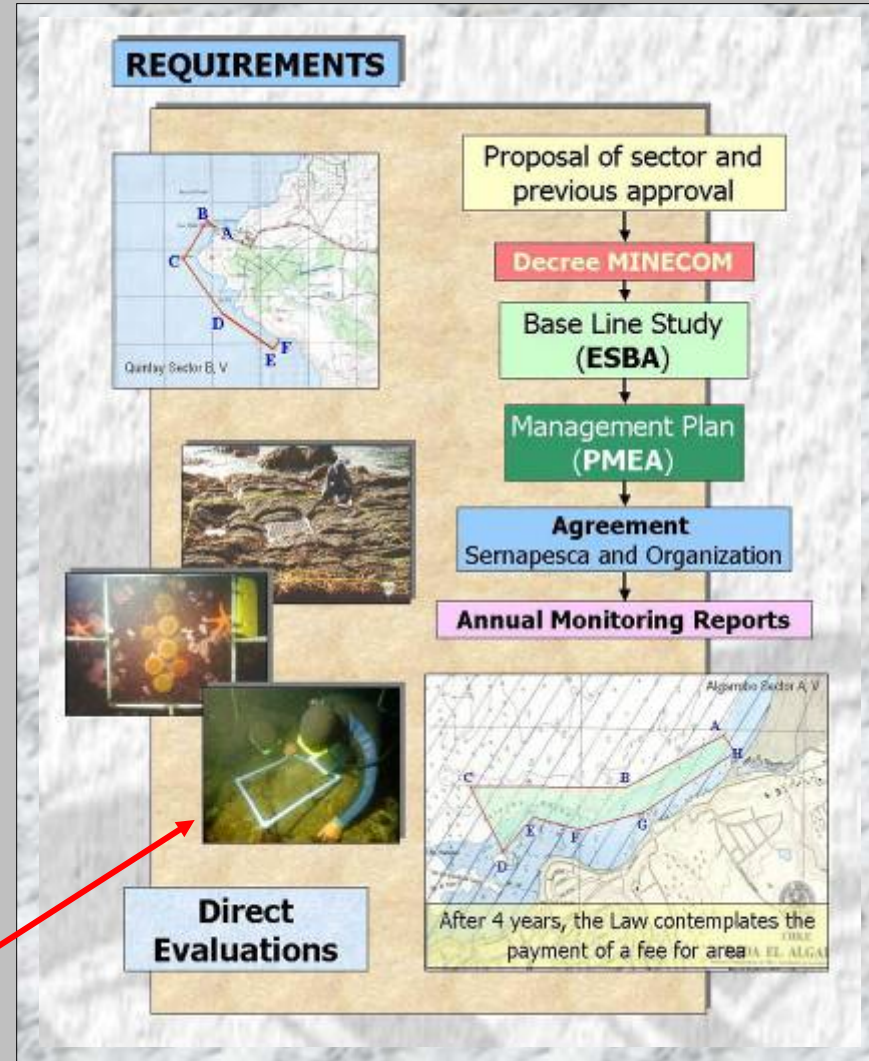 REQUIREMENTS
Proposal of sector and
previous approval
Decree MINECOM
Base Line Study
(ESBA)
Management Plan
(PMEA)
Agreement
Sernapesca and Organization
Annual Monitoring Reports
B
A
C
D
F
E
Quintay Sector B, V
Algarrobo Sector A, V
A
H
C
B
G
E
F
D
After 4 years, the Law contemplates the
payment of a fee for area
CHILE
Direct
Evaluations